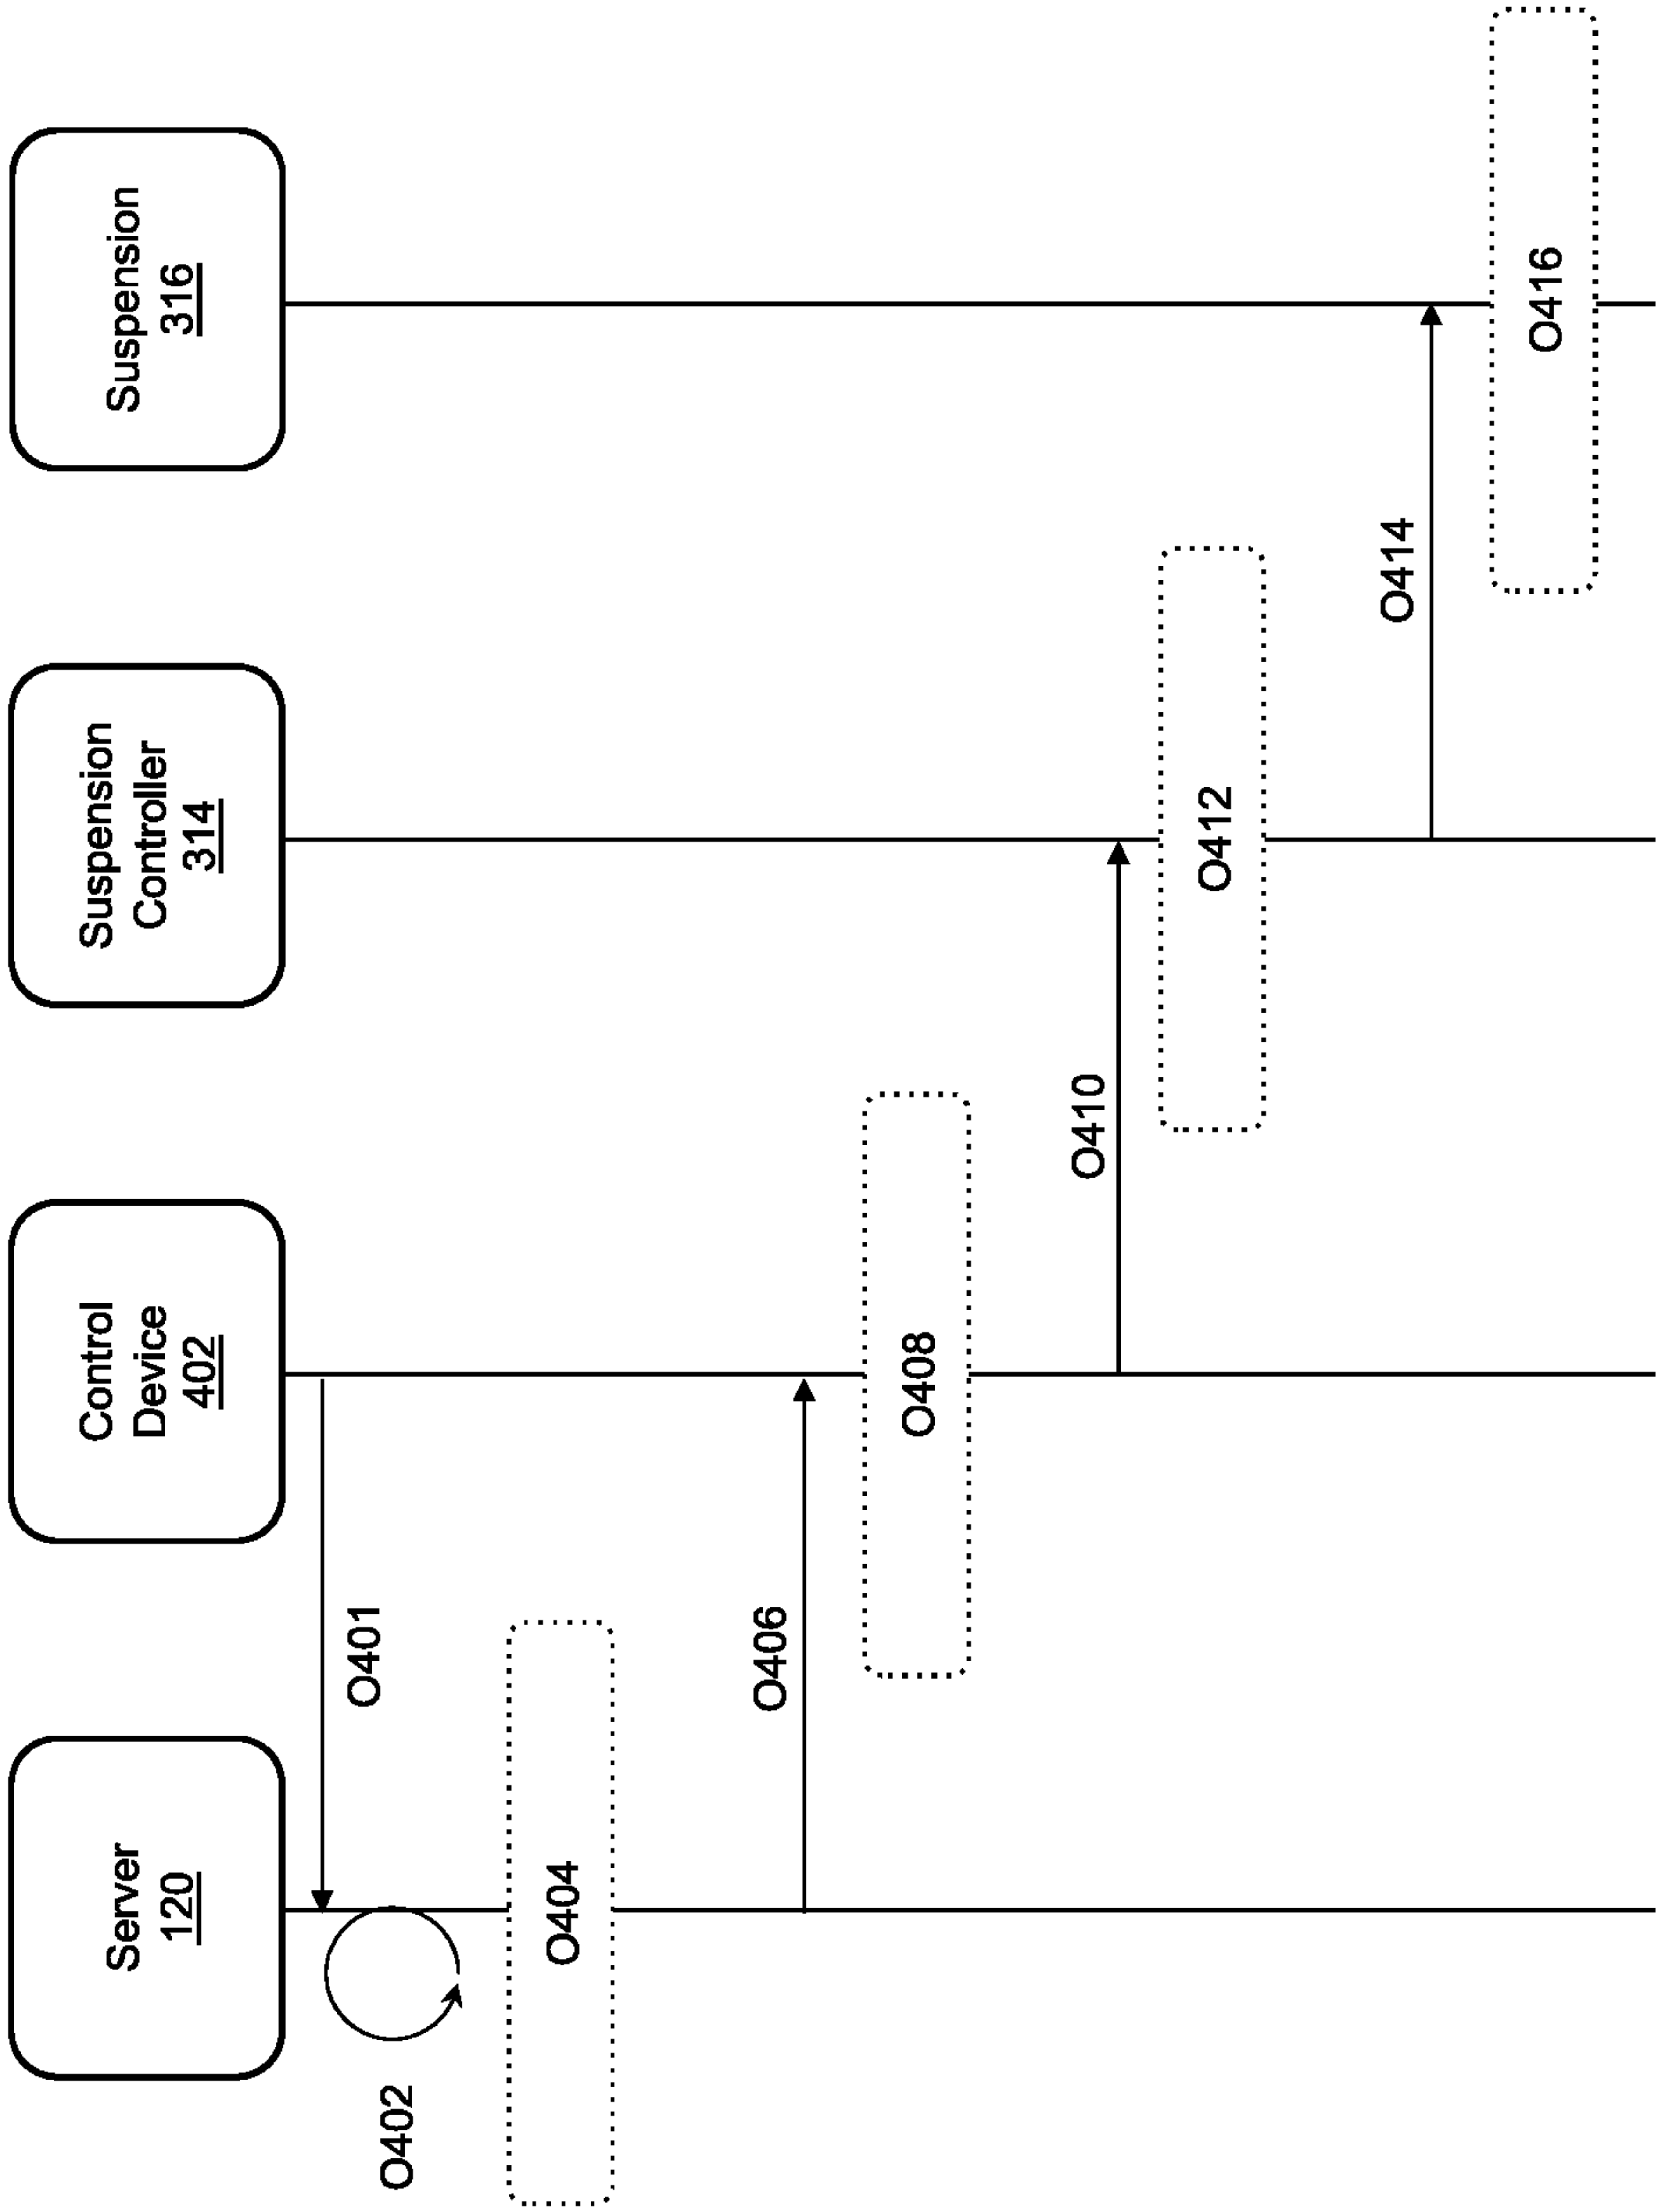 Server
120
Control
Device
402
Suspension
Controller
314
Suspension
316
O401
O402
O404
O406
O408
O410
O412
O414
O416